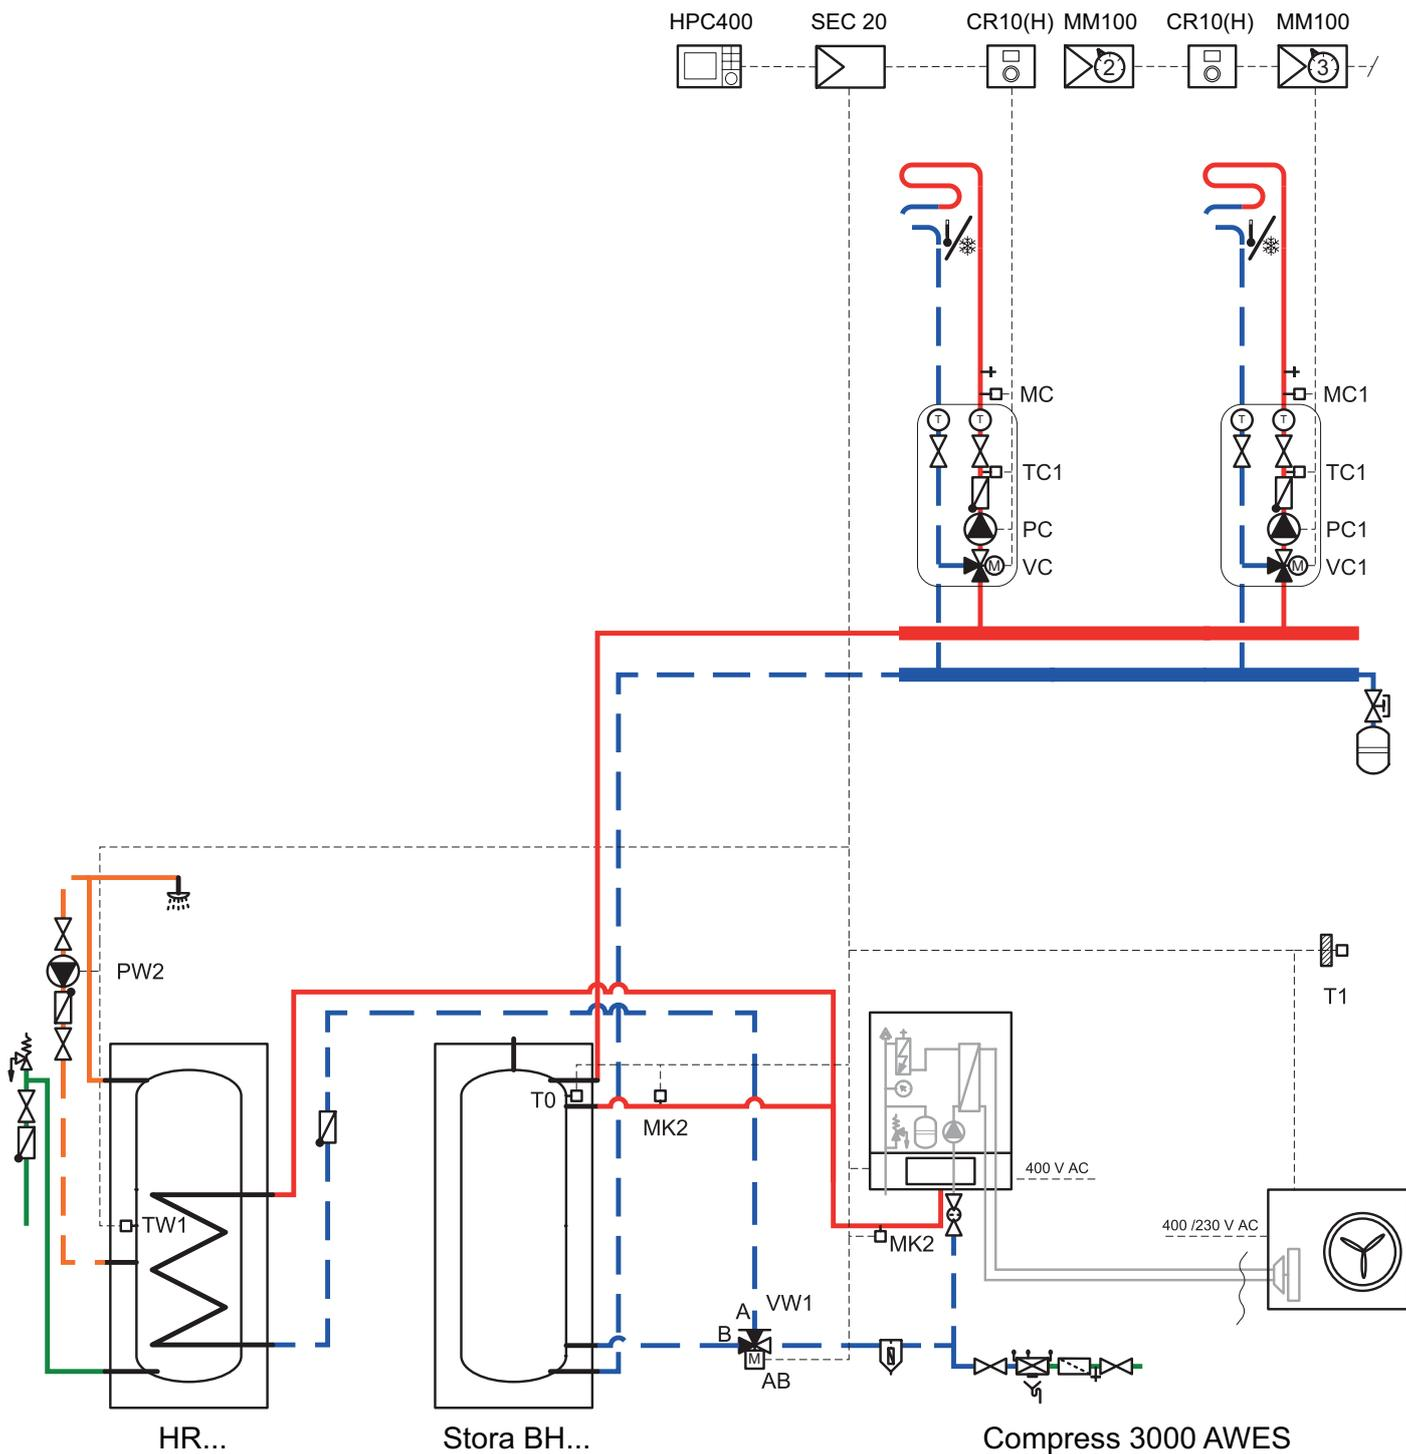 HPC400 SEC 20 CR10(H) MM100 CR10(H) MM100
2 3
MC MC1
T T T T
TC1 TC1
PC PC1
M VC M VC1
PW2
T1
T0
MK2
400 V AC
TW1
400 /230 V AC
MK2
A VW1
B
M
AB
HR... Stora BH... Compress 3000 AWES